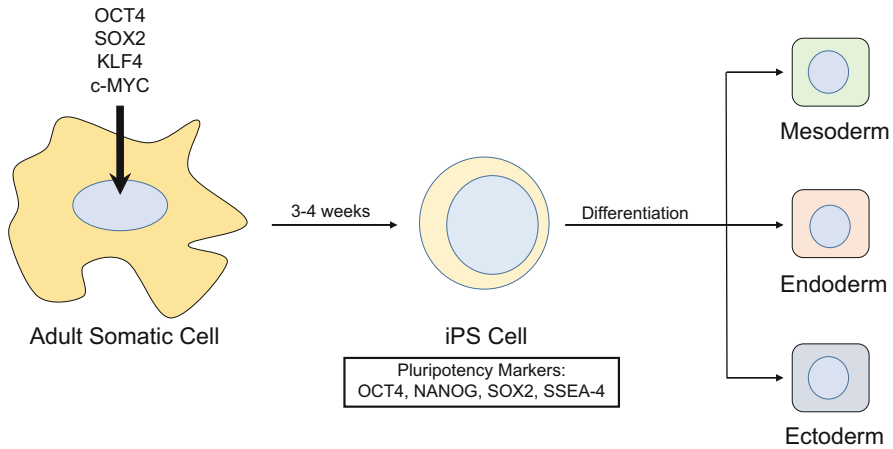 OCT4
SOX2
KLF4
c-MYC
Adult Somatic Cell
3-4 weeks
iPS Cell
Pluripotency Markers:
OCT4, NANOG, SOX2, SSEA-4
Differentiation
Mesoderm
Endoderm
Ectoderm